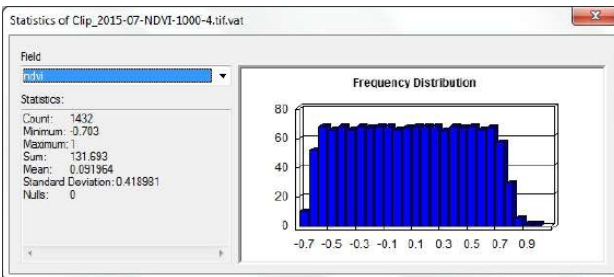 Statistics of Clip_2015-07-NDVI-1000-4.tif.vat
x
Field
ndvi
Statistics:
Count: 1432
Minimum: -0.703
Maximum: 1
Sum: 131.693
Mean: 0.091964
Standard Deviation: 0.418981
Nulls: 0
Frequency Distribution
80
60
40
20
0
-0.7 -0.5 -0.3 -0.1 0.1 0.3 0.5 0.7 0.9